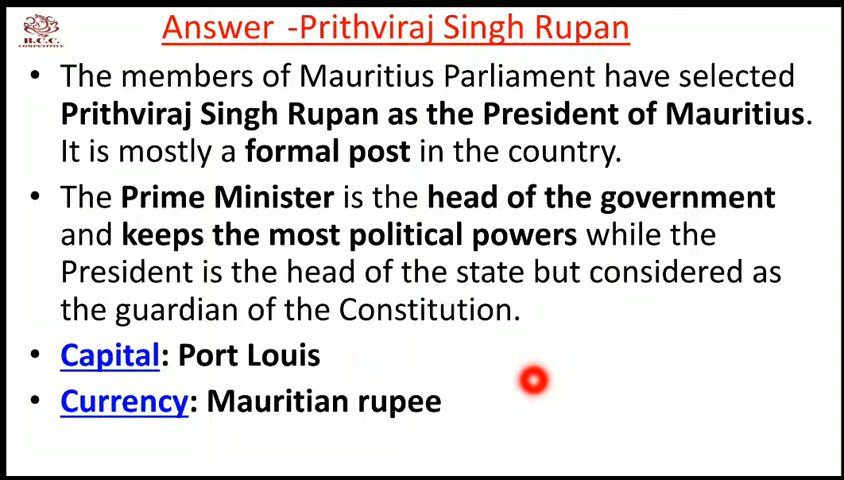 Answer -Prithviraj Singh Rupan
B.C.C.
COMPETITIVE
• The members of Mauritius Parliament have selected
Prithviraj Singh Rupan as the President of Mauritius.
It is mostly a formal post in the country.
• The Prime Minister is the head of the government
and keeps the most political powers while the
President is the head of the state but considered as
the guardian of the Constitution.
• Capital: Port Louis
• Currency: Mauritian rupee